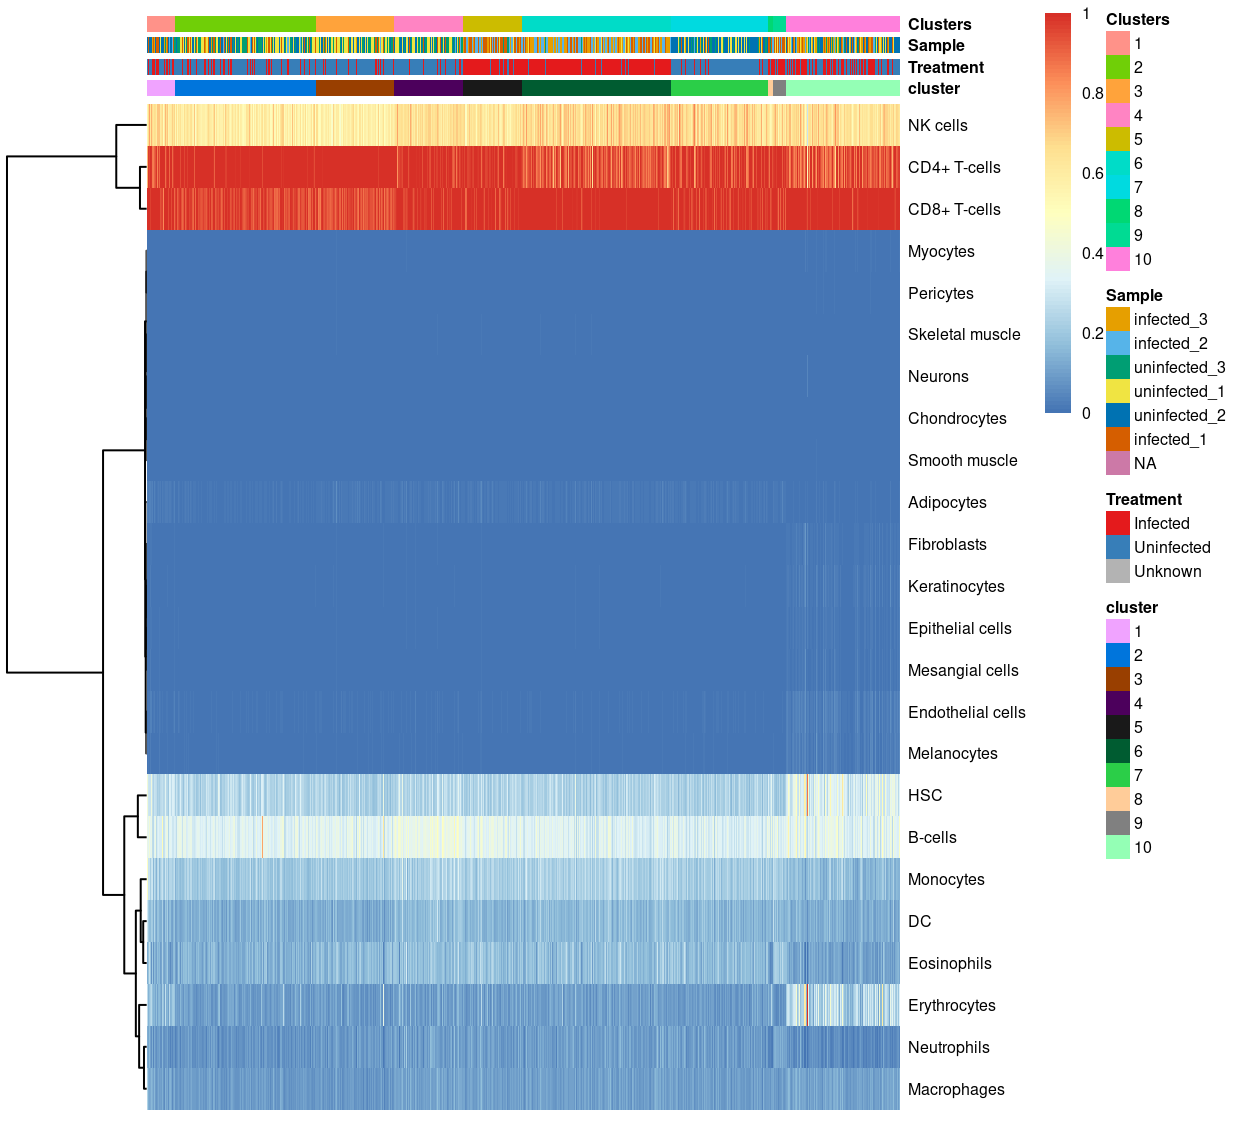 Clusters
Sample
Treatment
cluster
NK cells
CD4+ T-cells
CD8+ T-cells
Myocytes
Pericytes
Skeletal muscle
Neurons
Chondrocytes
Smooth muscle
Adipocytes
Fibroblasts
Keratinocytes
Epithelial cells
Mesangial cells
Endothelial cells
Melanocytes
HSC
B-cells
Monocytes
DC
Eosinophils
Erythrocytes
Neutrophils
Macrophages
1
0.8
0.6
0.4
0.2
0
Clusters
1
2
3
4
5
6
7
8
9
10
Sample
infected_3
infected_2
uninfected_3
uninfected_1
uninfected_2
infected_1
NA
Treatment
Infected
Uninfected
Unknown
cluster
1
2
3
4
5
6
7
8
9
10